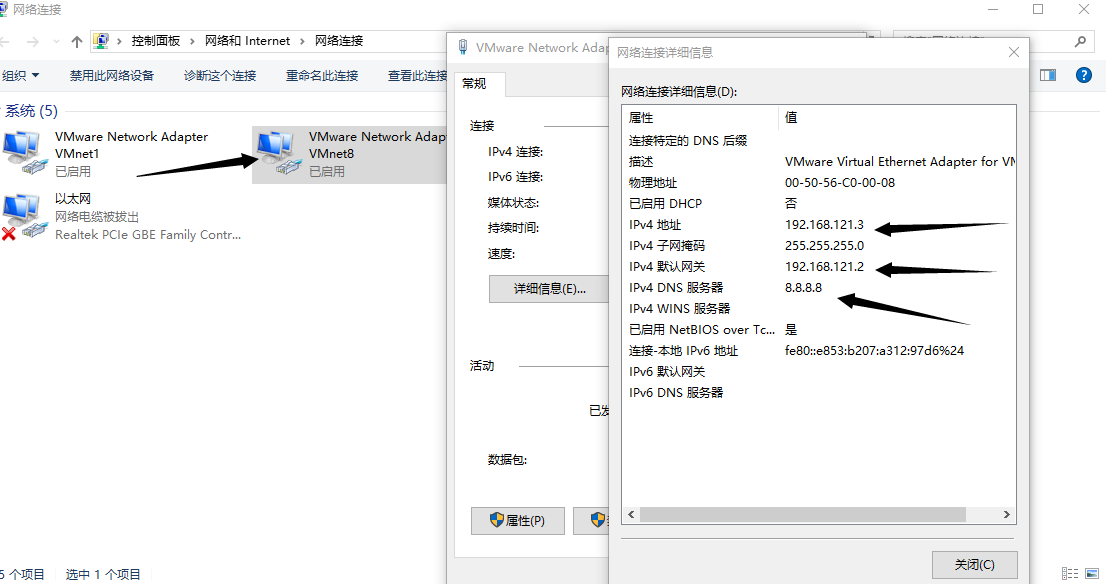 网络连接
控制面板 › 网络和 Internet › 网络连接
组织 禁用此网络设备 诊断这个连接 重命名此连接 查看此连接
系统 (5)
VMware Network Adapter
VMnet1
已启用
VMware Network Adap
VMnet8
已启用
以太网
网络电缆被拔出
Realtek PCIe GBE Family Contr...
5 个项目 选中 1 个项目
VMware Network Adap
常规
连接
IPv4 连接:
IPv6 连接:
媒体状态:
持续时间:
速度:
详细信息(E)...
活动
已发
数据包:
属性(P)
网络连接详细信息
网络连接详细信息(D):
属性 值
连接特定的 DNS 后缀
描述 VMware Virtual Ethernet Adapter for VM
物理地址 00-50-56-C0-00-08
已启用 DHCP 否
IPv4 地址 192.168.121.3
IPv4 子网掩码 255.255.255.0
IPv4 默认网关 192.168.121.2
IPv4 DNS 服务器 8.8.8.8
IPv4 WINS 服务器
已启用 NetBIOS over Tc... 是
连接-本地 IPv6 地址 fe80::e853:b207:a312:97d6%24
IPv6 默认网关
IPv6 DNS 服务器
关闭(C)